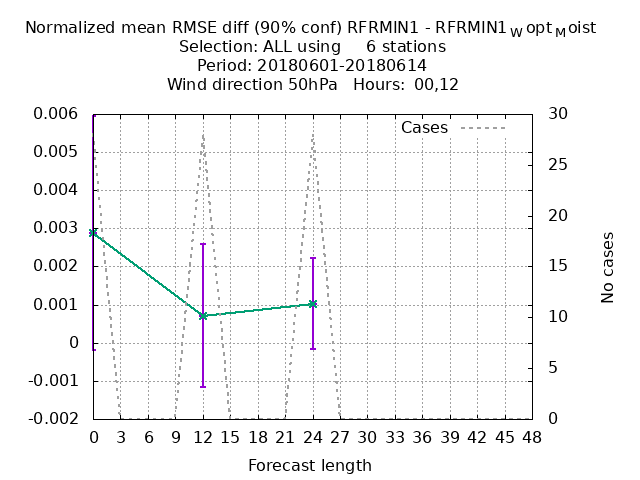 Normalized mean RMSE diff (90% conf) RFRMIN1 - RFRMIN1WoptMoist
Selection: ALL using     6 stations
Period: 20180601-20180614
Wind direction 50hPa   Hours: 00,12
Cases
0.006
0.005
0.004
0.003
0.002
0.001
0
-0.001
-0.002
30
25
20
15
10
5
0
No cases
0 3 6 9 12 15 18 21 24 27 30 33 36 39 42 45 48
Forecast length